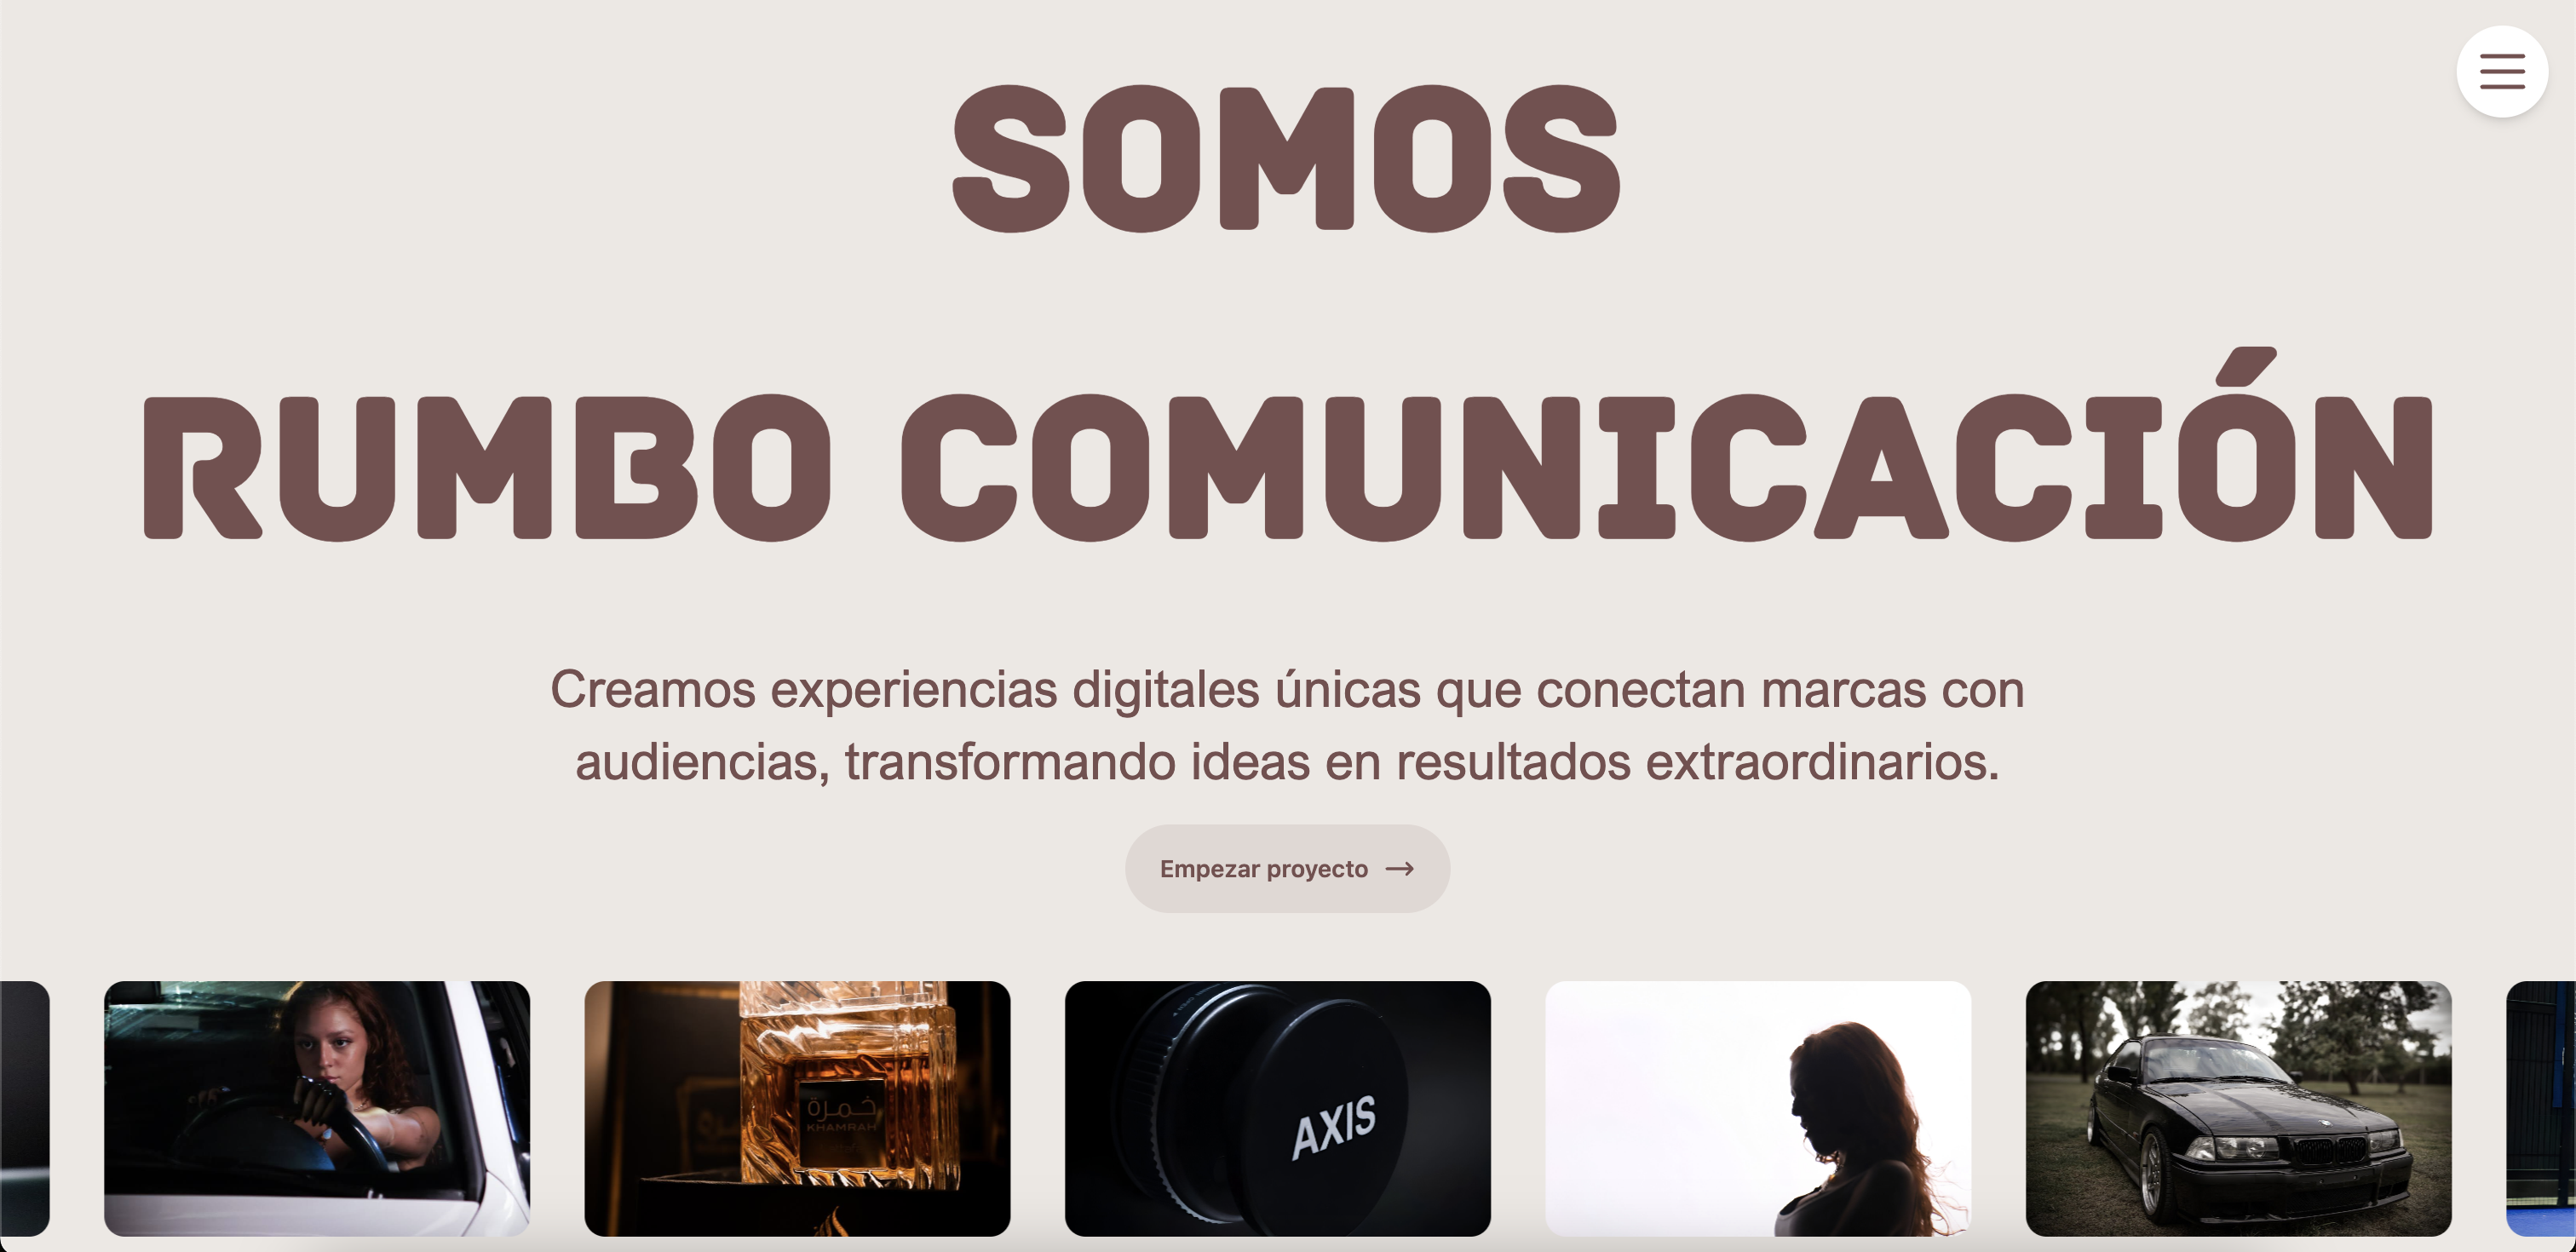 SOMOS
RUMBO COMUNICACIÓN
Creamos experiencias digitales únicas que conectan marcas con
audiencias, transformando ideas en resultados extraordinarios.
Empezar proyecto →
خمرة
KHAMRAH
AXIS